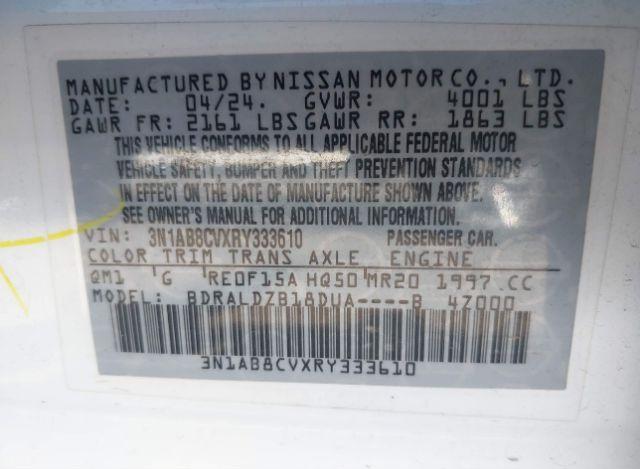 MANUFACTURED BY NISSAN MOTOR CO., LTD.
DATE: 04/24. GVWR: 4001 LBS
GAWR FR: 2161 LBS GAWR RR: 1863 LBS
THIS VEHICLE CONFORMS TO ALL APPLICABLE FEDERAL MOTOR
VEHICLE SAFETY, BUMPER AND THEFT PREVENTION STANDARDS
IN EFFECT ON THE DATE OF MANUFACTURE SHOWN ABOVE.
SEE OWNER'S MANUAL FOR ADDITIONAL INFORMATION.
VIN: 3N1AB8CVXRY333610 PASSENGER CAR.
COLOR TRIM TRANS AXLE ENGINE
QM1 G RE0F15A HQ50 MR20 1997 CC
MODEL BDRALDZB18DUA----B 47000
3N1AB8CVXRY333610